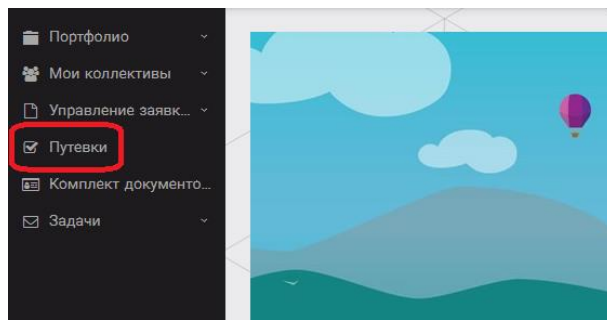 Портфолио
Мои коллективы
Управление заявк...
Путевки
Комплект документо...
Задачи